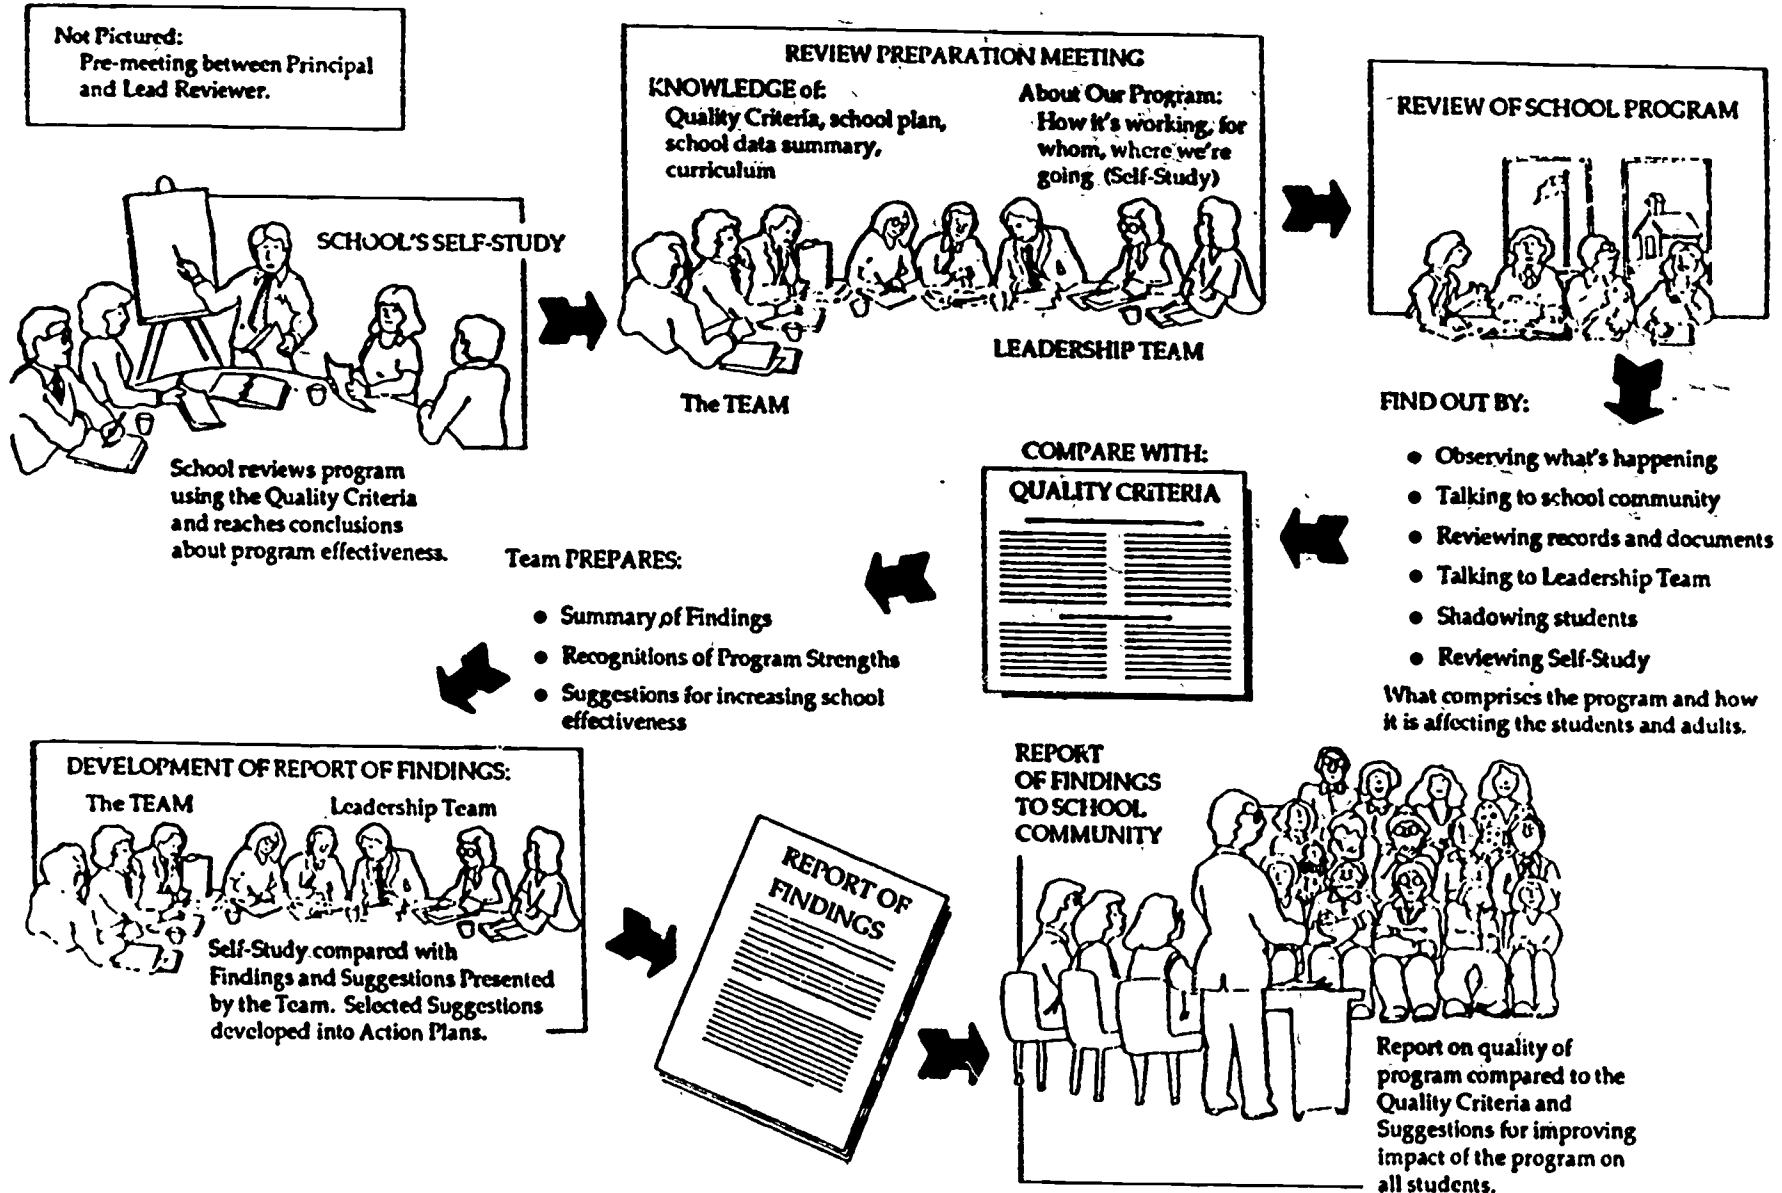 Not Pictured:
Pre-meeting between Principal
and Lead Reviewer.
SCHOOL'S SELF-STUDY
School reviews program
using the Quality Criteria
and reaches conclusions
about program effectiveness.
REVIEW PREPARATION MEETING
KNOWLEDGE of:
Quality Criteria, school plan,
school data summary,
curriculum
About Our Program:
How it's working, for
whom, where we're
going (Self-Study)
The TEAM
LEADERSHIP TEAM
REVIEW OF SCHOOL PROGRAM
FIND OUT BY:
● Observing what's happening
● Talking to school community
● Reviewing records and documents
● Talking to Leadership Team
● Shadowing students
● Reviewing Self-Study
What comprises the program and how
it is affecting the students and adults.
COMPARE WITH:
QUALITY CRITERIA
Team PREPARES:
● Summary of Findings
● Recognitions of Program Strengths
● Suggestions for increasing school
effectiveness
DEVELOPMENT OF REPORT OF FINDINGS:
The TEAM
Leadership Team
Self-Study compared with
Findings and Suggestions Presented
by the Team. Selected Suggestions
developed into Action Plans.
REPORT OF
FINDINGS
REPORT
OF FINDINGS
TO SCHOOL
COMMUNITY
Report on quality of
program compared to the
Quality Criteria and
Suggestions for improving
impact of the program on
all students.